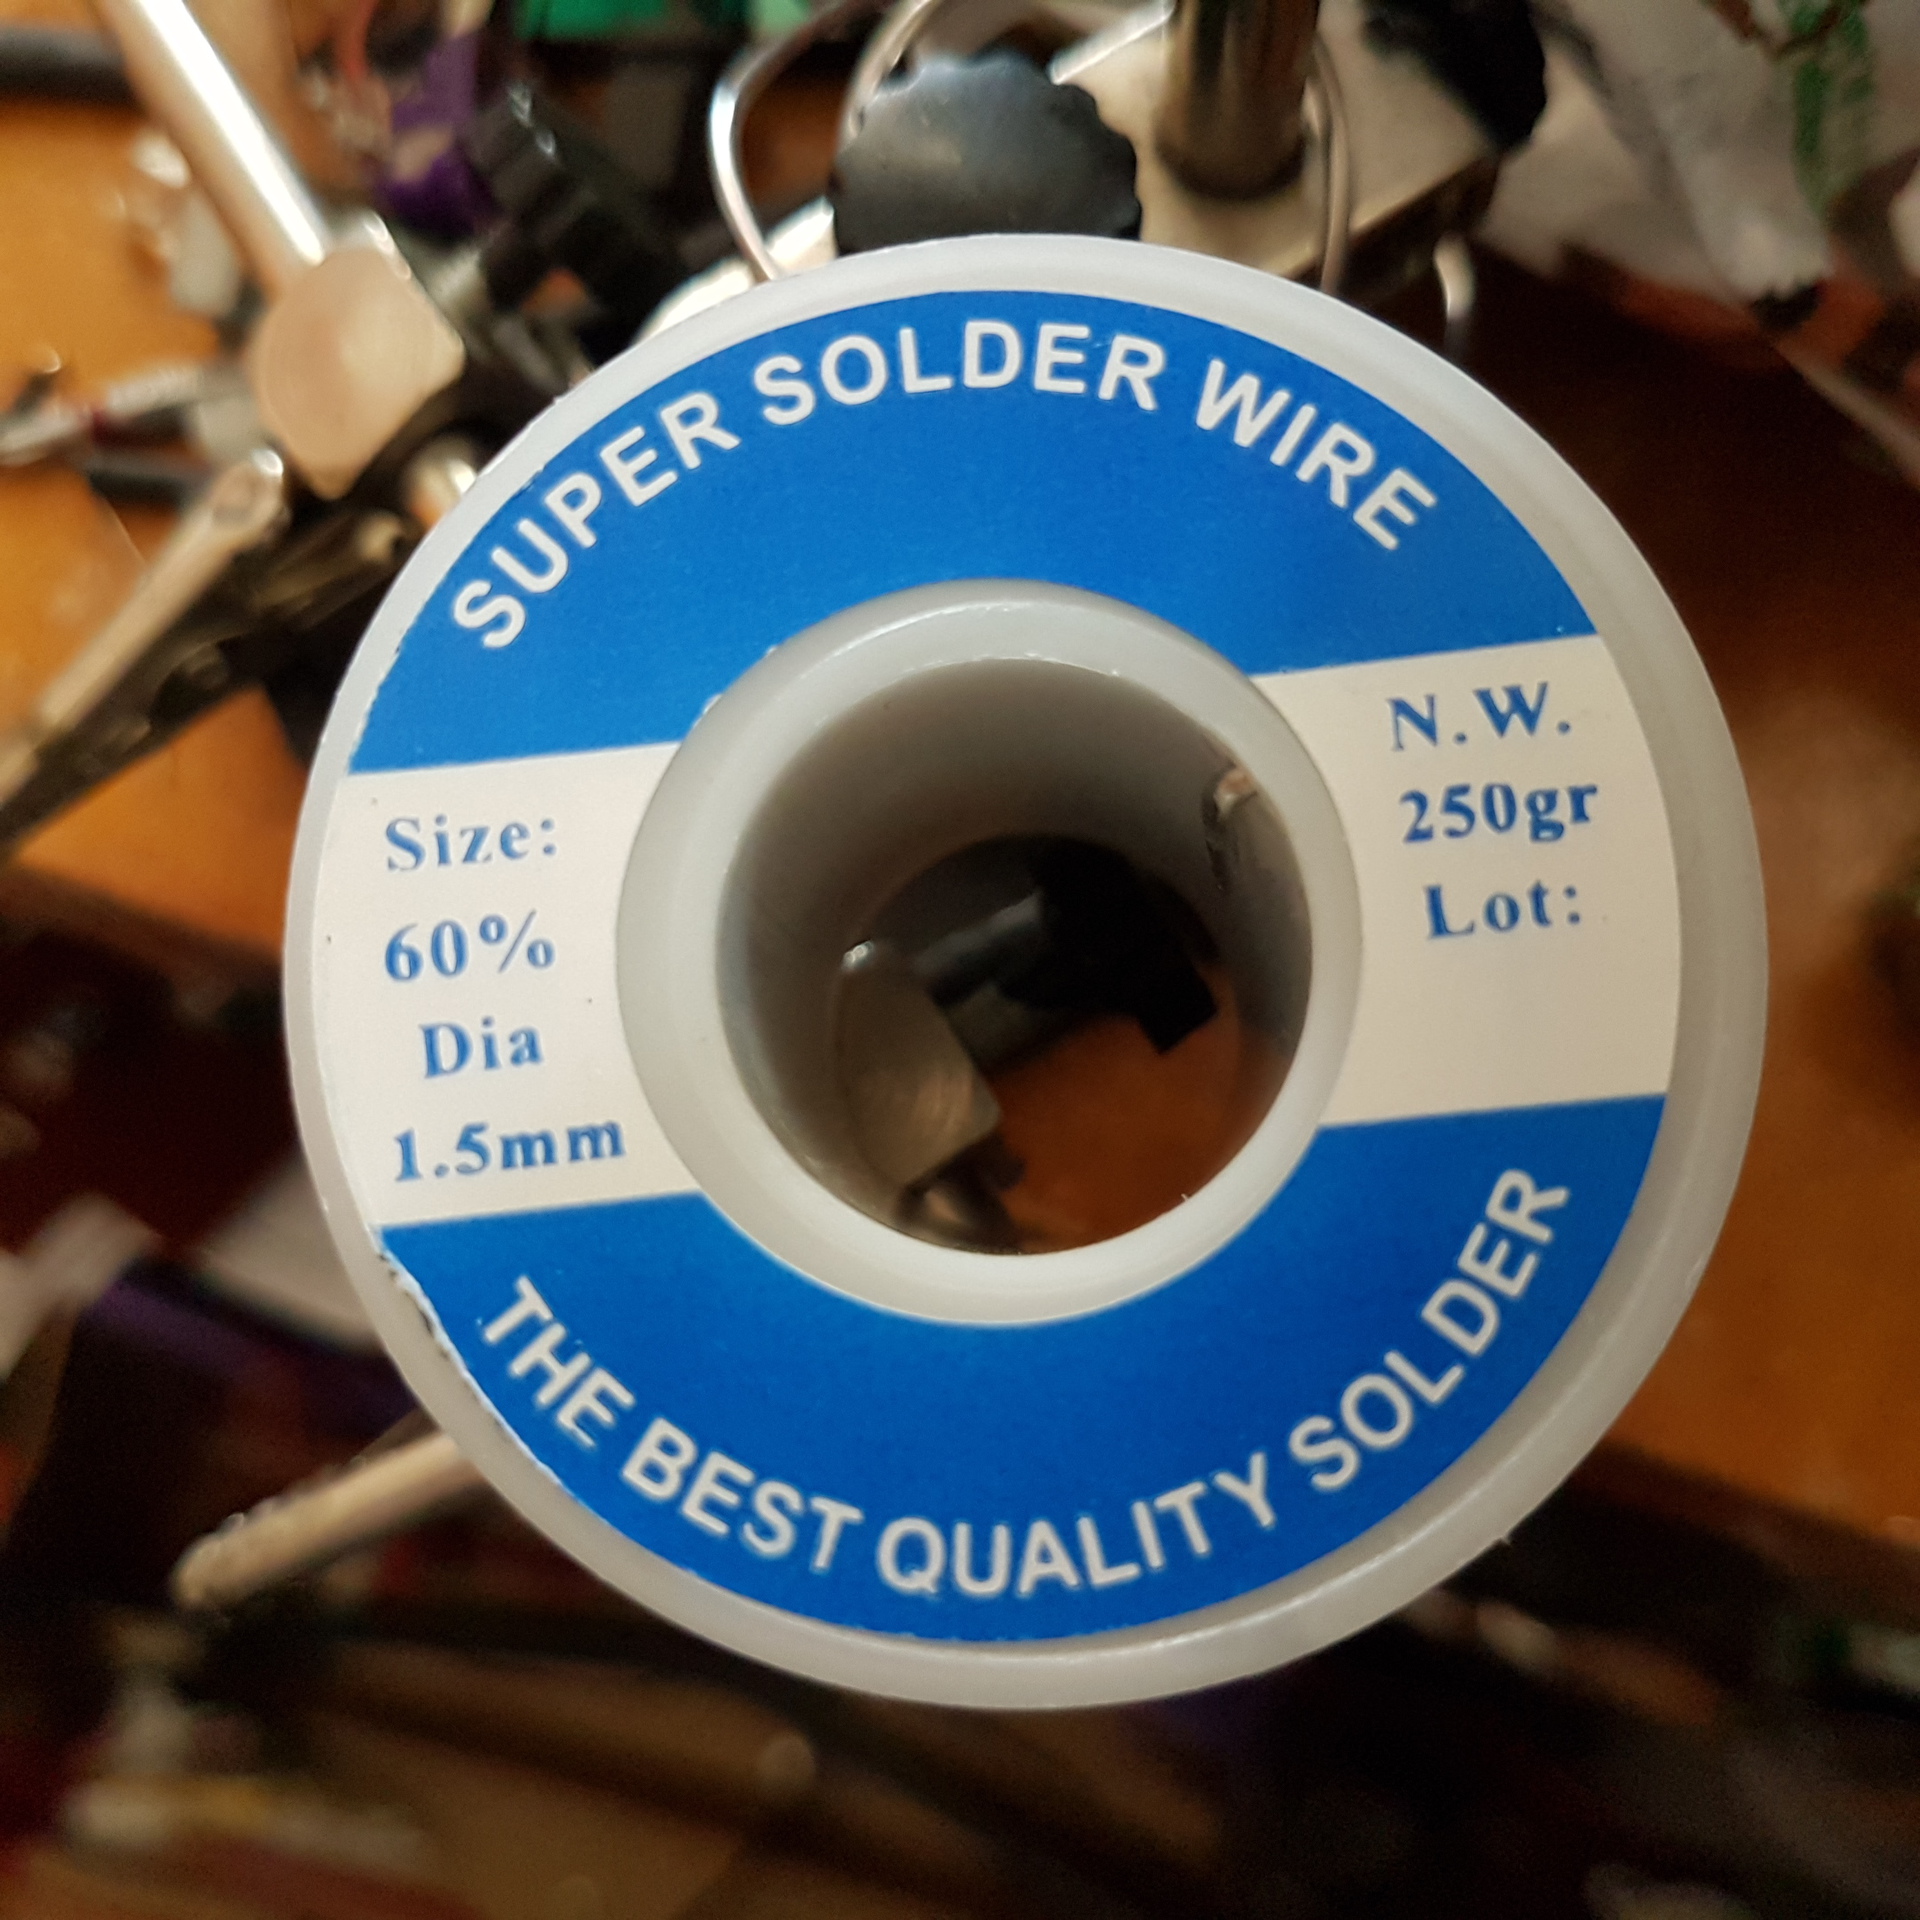 SUPER SOLDER WIRE
Size:
60%
Dia
1.5mm
N.W.
250gr
Lot:
THE BEST QUALITY SOLDER